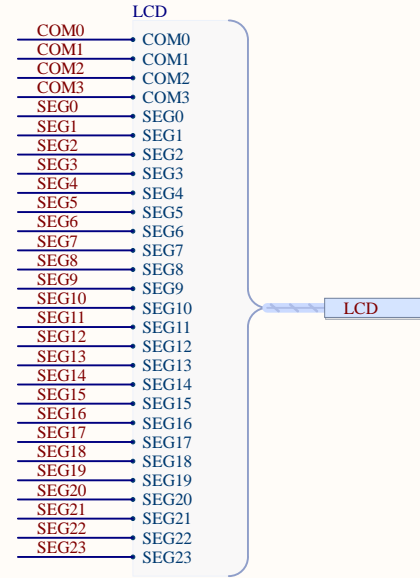 LCD
COM0 COM0
COM1 COM1
COM2 COM2
COM3 COM3
SEG0 SEG0
SEG1 SEG1
SEG2 SEG2
SEG3 SEG3
SEG4 SEG4
SEG5 SEG5
SEG6 SEG6
SEG7 SEG7
SEG8 SEG8
SEG9 SEG9
SEG10 SEG10 LCD
SEG11 SEG11
SEG12 SEG12
SEG13 SEG13
SEG14 SEG14
SEG15 SEG15
SEG16 SEG16
SEG17 SEG17
SEG18 SEG18
SEG19 SEG19
SEG20 SEG20
SEG21 SEG21
SEG22 SEG22
SEG23 SEG23